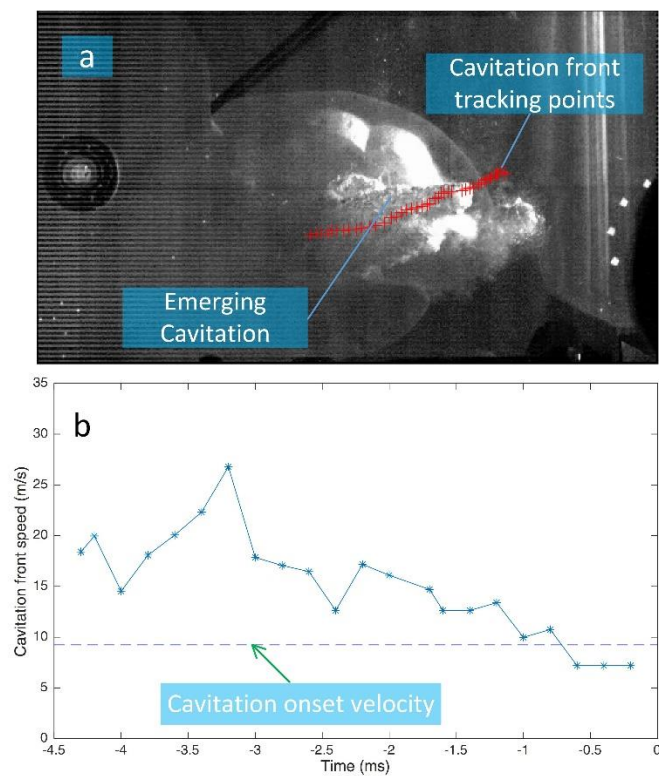 a
Cavitation front
tracking points
Emerging
Cavitation
b
35
30
25
20
15
10
5
0
Cavitation front speed (m/s)
Cavitation onset velocity
-4.5 -4 -3.5 -3 -2.5 -2 -1.5 -1 -0.5 0
Time (ms)